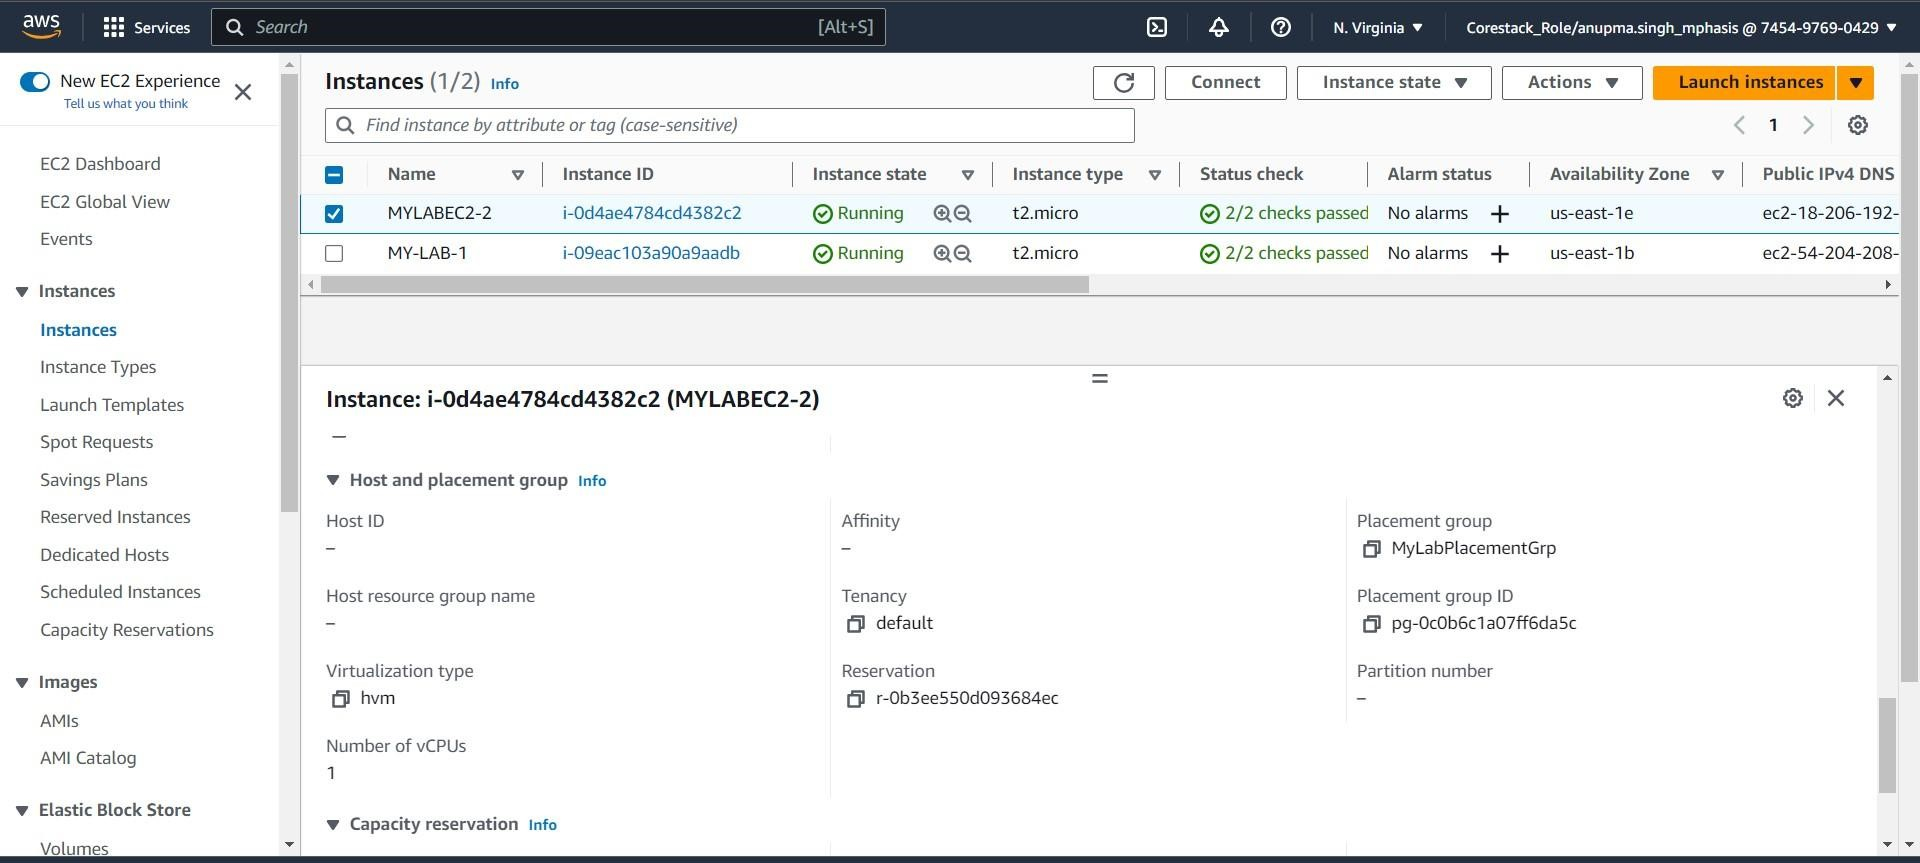 aws
Services
Search [Alt+S]
N. Virginia
Corestack_Role/anupma.singh_mphasis @ 7454-9769-0429
New EC2 Experience
Tell us what you think
EC2 Dashboard
EC2 Global View
Events
Instances
Instances
Instance Types
Launch Templates
Spot Requests
Savings Plans
Reserved Instances
Dedicated Hosts
Scheduled Instances
Capacity Reservations
Images
AMIs
AMI Catalog
Elastic Block Store
Volumes
Instances (1/2) Info
Connect
Instance state
Actions
Launch instances
Find instance by attribute or tag (case-sensitive)
1
Name Instance ID Instance state Instance type Status check Alarm status Availability Zone Public IPv4 DNS
MYLABEC2-2 i-0d4ae4784cd4382c2 Running t2.micro 2/2 checks passed No alarms + us-east-1e ec2-18-206-192-
MY-LAB-1 i-09eac103a90a9aadb Running t2.micro 2/2 checks passed No alarms + us-east-1b ec2-54-204-208-
Instance: i-0d4ae4784cd4382c2 (MYLABEC2-2)
–
Host and placement group Info
Host ID
–
Affinity
–
Placement group
MyLabPlacementGrp
Host resource group name
–
Tenancy
default
Placement group ID
pg-0c0b6c1a07ff6da5c
Virtualization type
hvm
Reservation
r-0b3ee550d093684ec
Partition number
–
Number of vCPUs
1
Capacity reservation Info